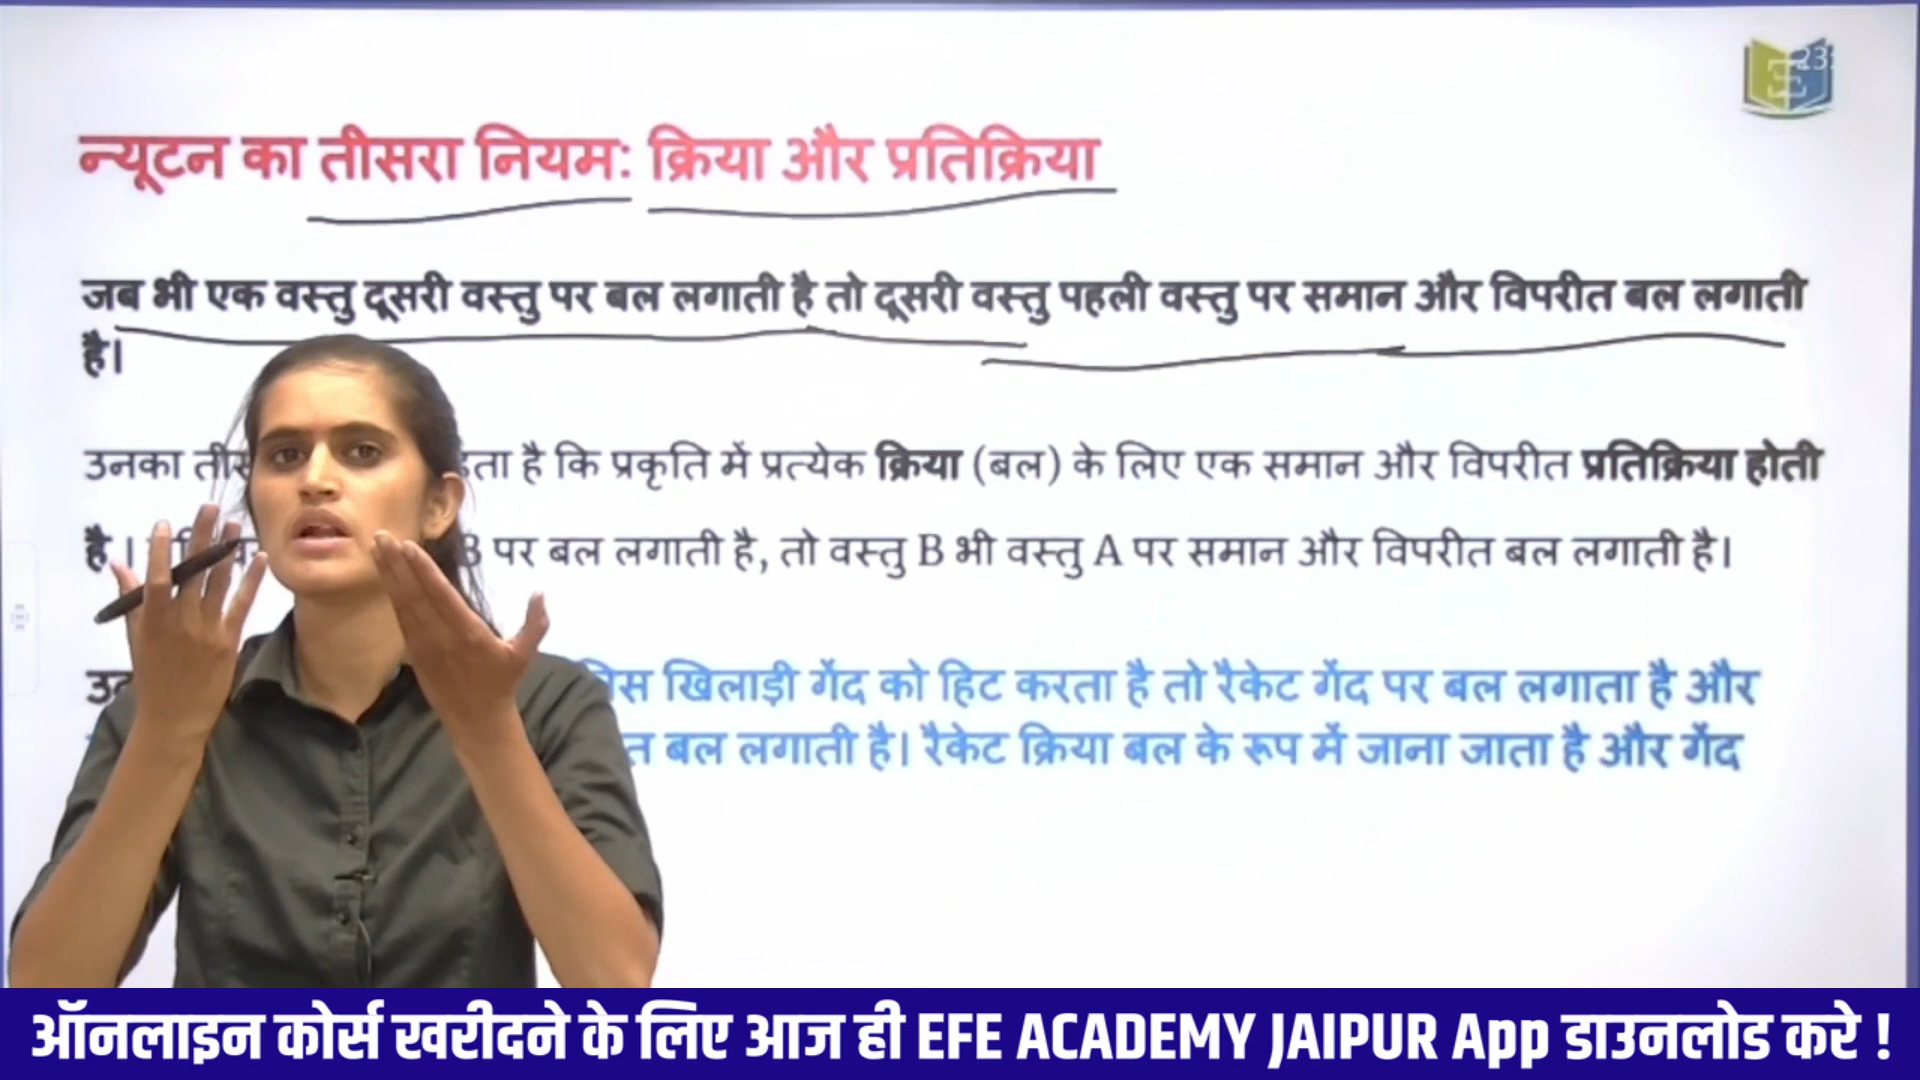 न्यूटन का तीसरा नियम: क्रिया और प्रतिक्रिया
जब भी एक वस्तु दूसरी वस्तु पर बल लगाती है तो दूसरी वस्तु पहली वस्तु पर समान और विपरीत बल लगाती
है।
उनका है कि प्रकृति में प्रत्येक क्रिया (बल) के लिए एक समान और विपरीत प्रतिक्रिया होती
है। पर बल लगाती है, तो वस्तु B भी वस्तु A पर समान और विपरीत बल लगाती है।
खिलाड़ी गेंद को हिट करता है तो रैकेट गेंद पर बल लगाता है और
बल लगाती है। रैकेट क्रिया बल के रूप में जाना जाता है और गेंद
ऑनलाइन कोर्स खरीदने के लिए आज ही EFE ACADEMY JAIPUR App डाउनलोड करे !